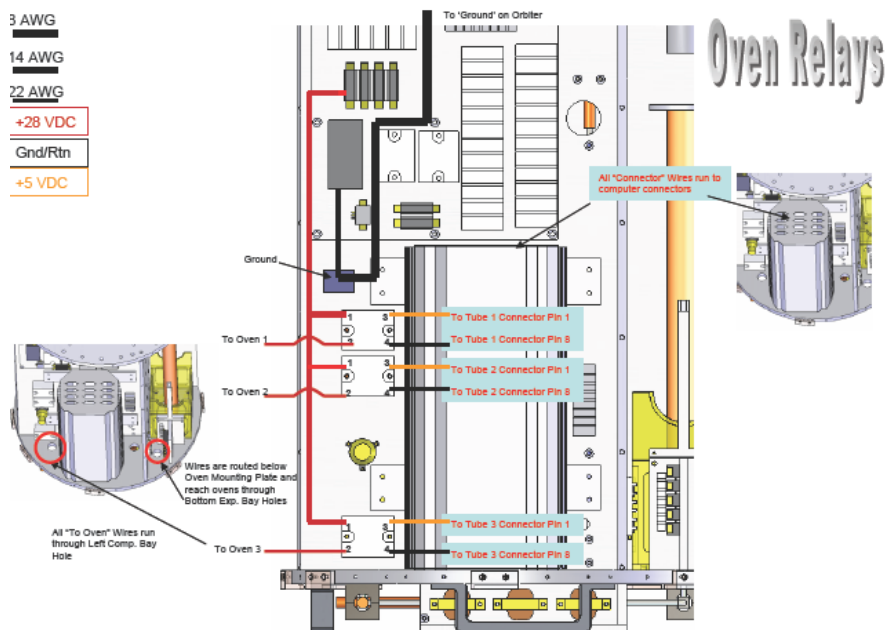 8 AWG
14 AWG
22 AWG
+28 VDC
Gnd/Rtn
+5 VDC
To 'Ground' on Orbiter
Oven Relays
All "Connector" Wires run to
computer connectors
Ground
To Oven 1
1 3
2 4
To Tube 1 Connector Pin 1
To Tube 1 Connector Pin 8
To Oven 2
1 3
2 4
To Tube 2 Connector Pin 1
To Tube 2 Connector Pin 8
Wires are routed below
Oven Mounting Plate and
reach ovens through
Bottom Exp. Bay Holes
All "To Oven" Wires run
through Left Comp. Bay
Hole
To Oven 3
1 3
2 4
To Tube 3 Connector Pin 1
To Tube 3 Connector Pin 8